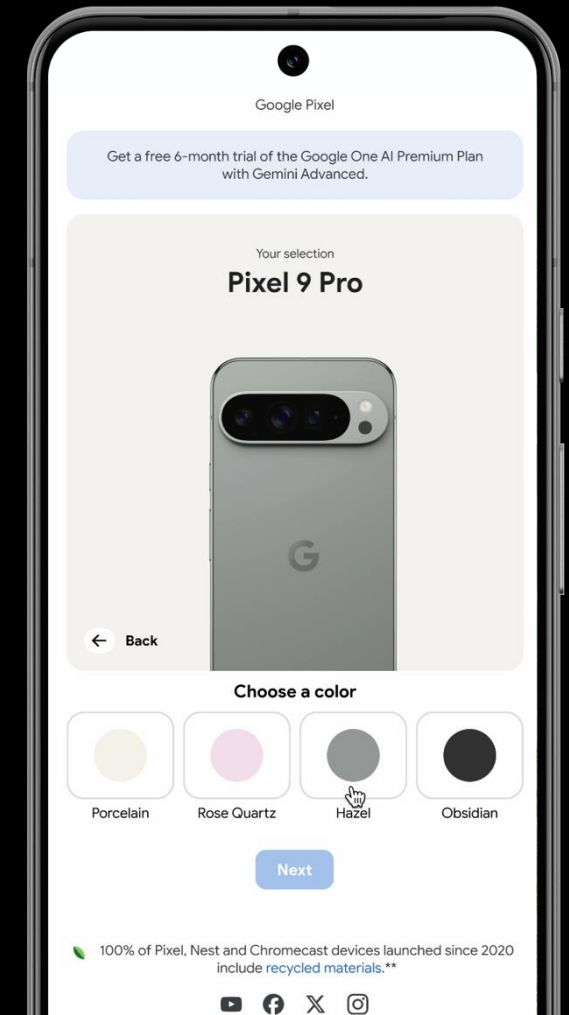 Google Pixel
Get a free 6-month trial of the Google One AI Premium Plan
with Gemini Advanced.
Your selection
Pixel 9 Pro
G
Back
Choose a color
Porcelain
Rose Quartz
Hazel
Obsidian
Next
100% of Pixel, Nest and Chromecast devices launched since 2020
include recycled materials.**